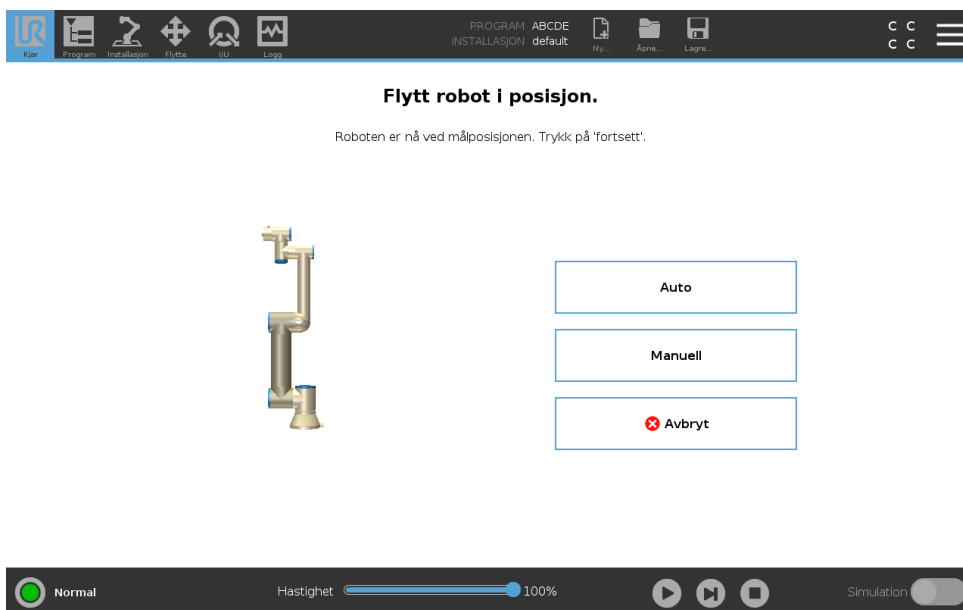 PROGRAM ABCDE
INSTALLASJON default
Kjør Program Installasjon Flytte I/U Logg Ny... Åpne... Lagre...
C C
C C
Flytt robot i posisjon.
Roboten er nå ved målposisjonen. Trykk på 'fortsett'.
Auto
Manuell
Avbryt
Normal Hastighet 100% Simulation